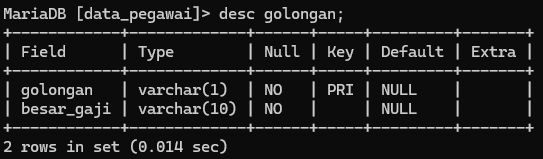 MariaDB [data_pegawai]> desc golongan;
+------------+-------------+------+-----+---------+-------+
| Field      | Type        | Null | Key | Default | Extra |
+------------+-------------+------+-----+---------+-------+
| golongan   | varchar(1)  | NO   | PRI | NULL    |       |
| besar_gaji | varchar(10) | NO   |     | NULL    |       |
+------------+-------------+------+-----+---------+-------+
2 rows in set (0.014 sec)